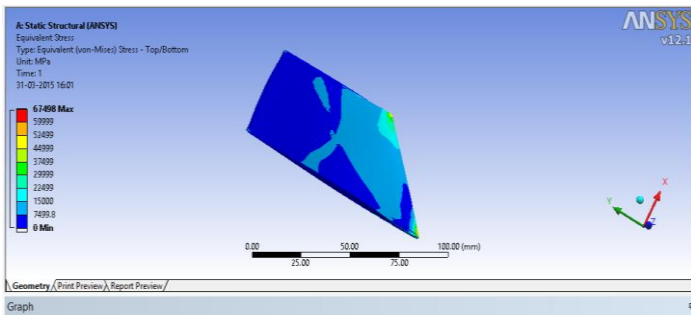 A: Static Structural (ANSYS)
Equivalent Stress
Type: Equivalent (von-Mises) Stress - Top/Bottom
Unit: MPa
Time: 1
31-03-2015 16:01
ANSYS
v12.1
67498 Max
59999
52499
44999
37499
29999
22499
15000
7499.8
0 Min
X
Y
Z
0.00 50.00 100.00 (mm)
25.00 75.00
Geometry Print Preview Report Preview
Graph